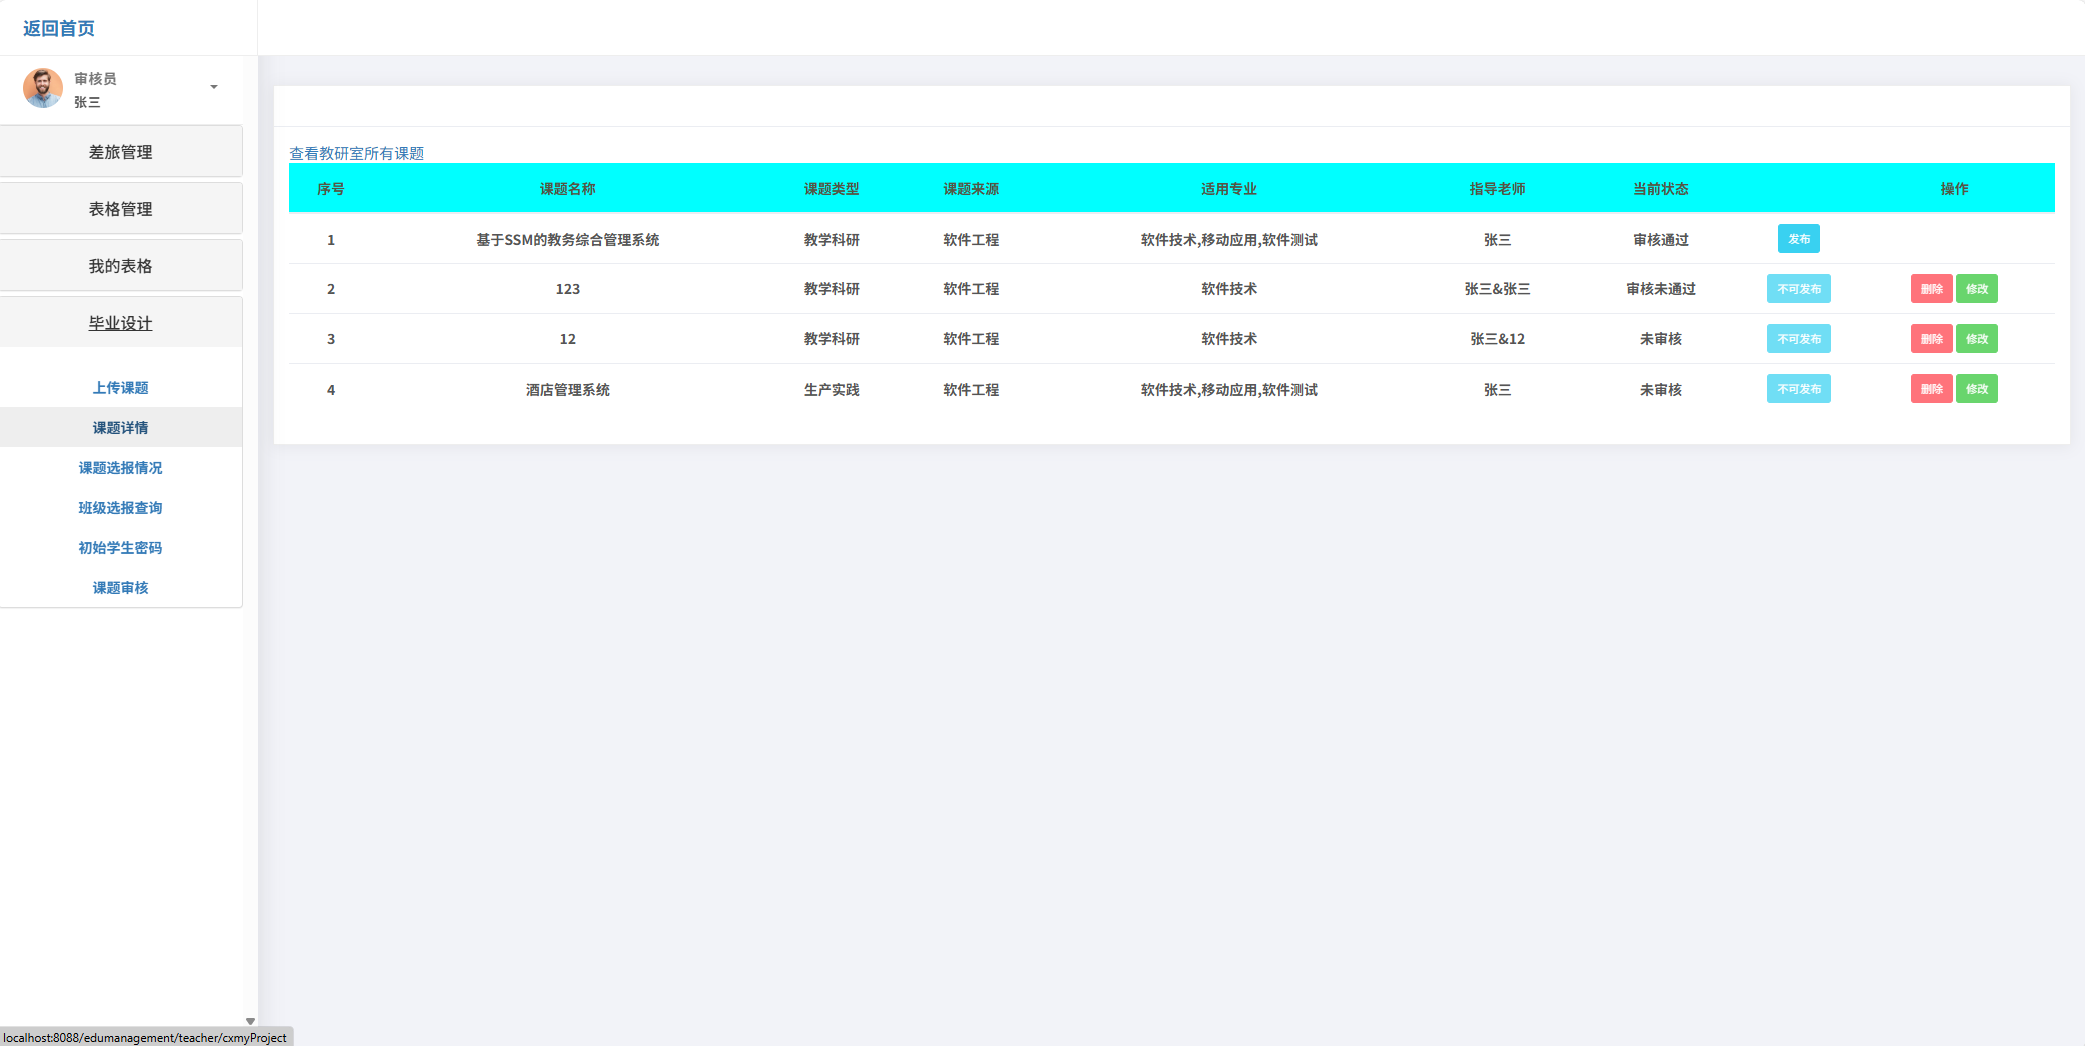 返回首页
审核员
张三
差旅管理
表格管理
我的表格
毕业设计
上传课题
课题详情
课题选报情况
班级选报查询
初始学生密码
课题审核
查看教研室所有课题
序号 课题名称 课题类型 课题来源 适用专业 指导老师 当前状态 操作
1 基于SSM的教务综合管理系统 教学科研 软件工程 软件技术,移动应用,软件测试 张三 审核通过 发布
2 123 教学科研 软件工程 软件技术 张三&张三 审核未通过 不可发布 删除 修改
3 12 教学科研 软件工程 软件技术 张三&12 未审核 不可发布 删除 修改
4 酒店管理系统 生产实践 软件工程 软件技术,移动应用,软件测试 张三 未审核 不可发布 删除 修改
localhost:8088/edumanagement/teacher/cxmyProject